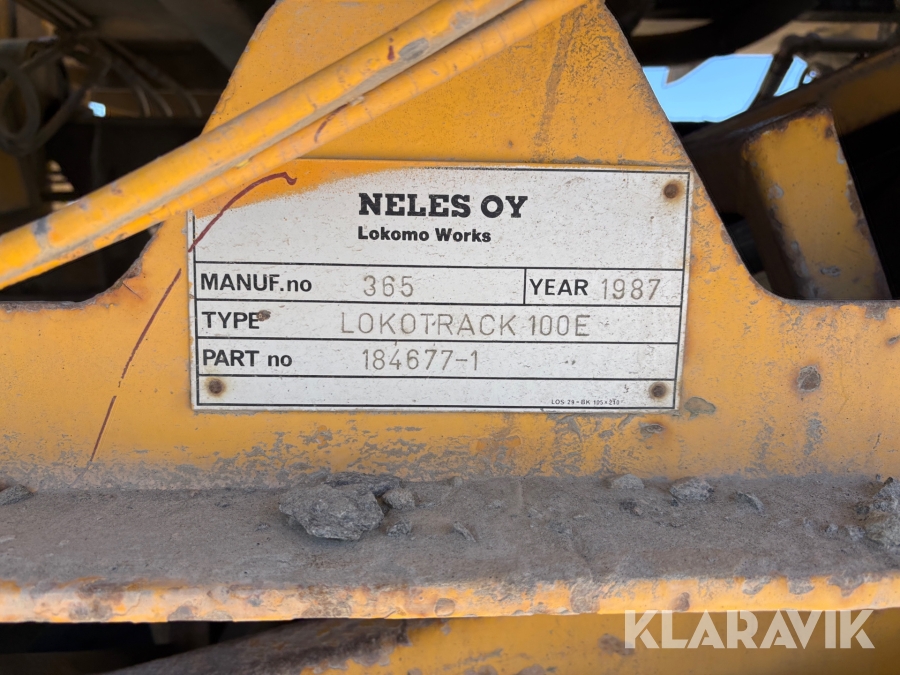 NELES OY
Lokomo Works
MANUF.no 365 YEAR 1987
TYPE LOKOTRACK 100E
PART no 184677-1
KLARAVIK